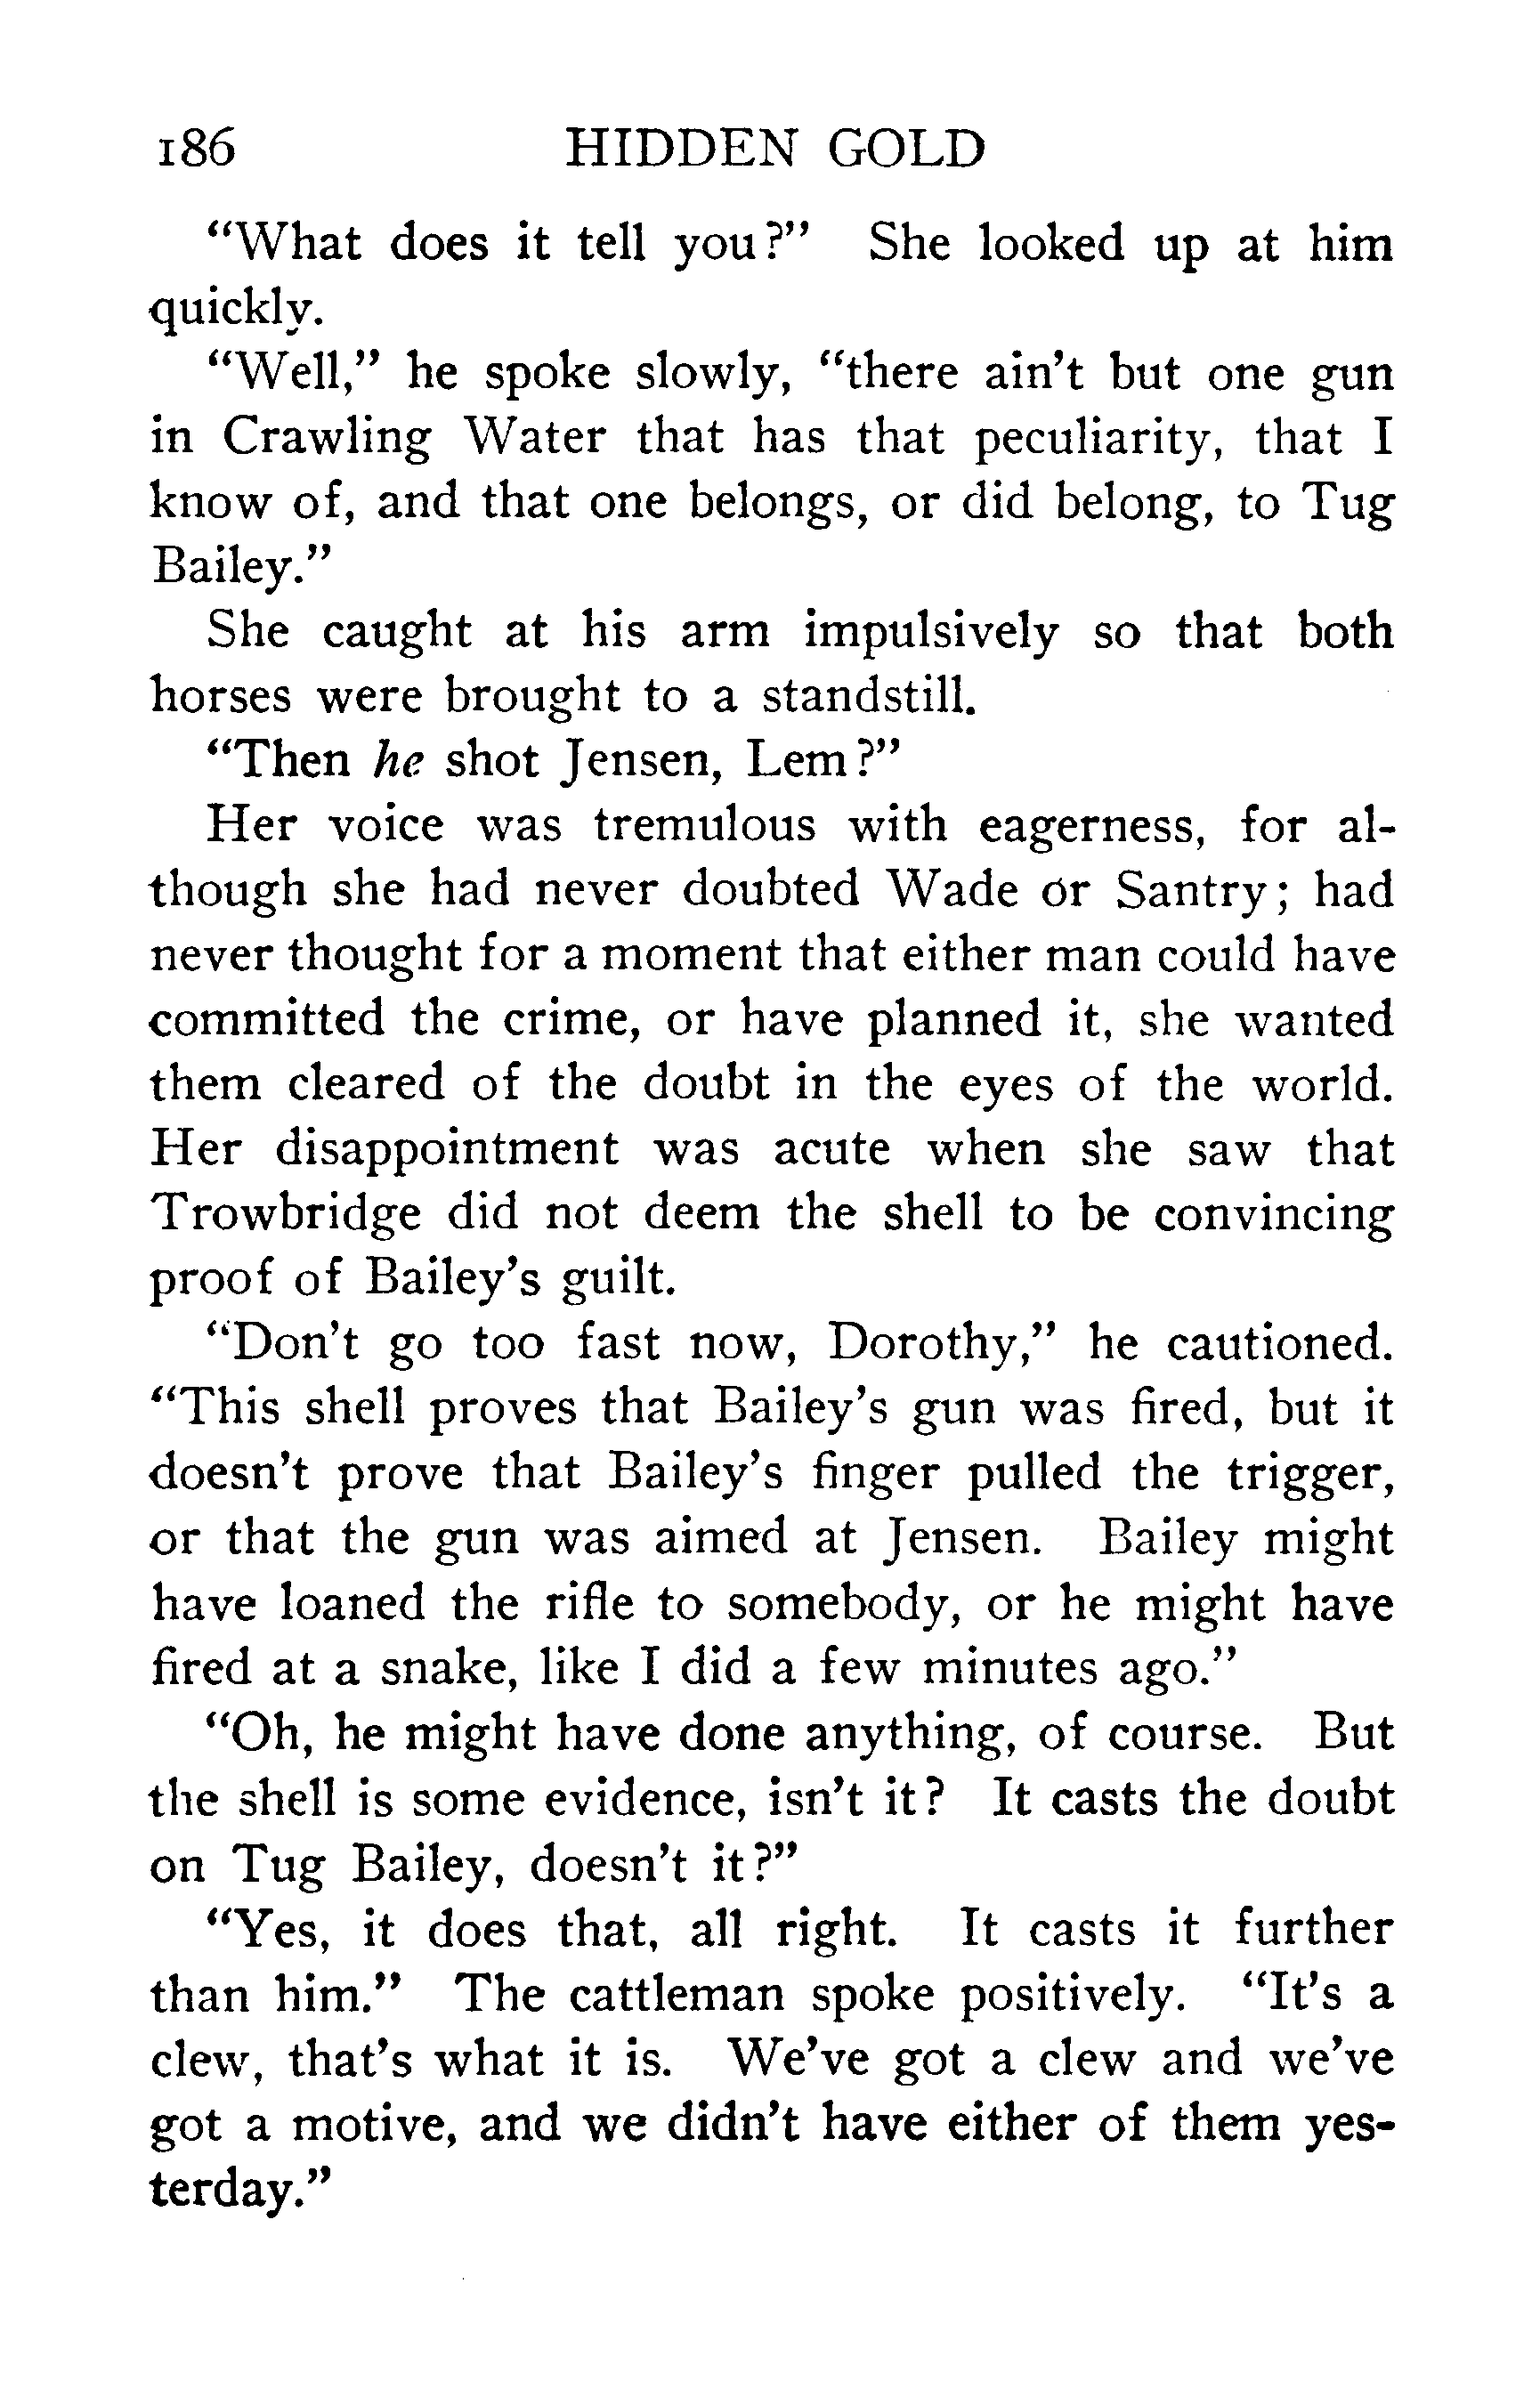 186 HIDDEN GOLD
“What does it tell you?” She looked up at him
quickly.
“Well,” he spoke slowly, “there ain’t but one gun
in Crawling Water that has that peculiarity, that I
know of, and that one belongs, or did belong, to Tug
Bailey.”
She caught at his arm impulsively so that both
horses were brought to a standstill.
“Then he shot Jensen, Lem?”
Her voice was tremulous with eagerness, for al-
though she had never doubted Wade or Santry; had
never thought for a moment that either man could have
committed the crime, or have planned it, she wanted
them cleared of the doubt in the eyes of the world.
Her disappointment was acute when she saw that
Trowbridge did not deem the shell to be convincing
proof of Bailey’s guilt.
“Don’t go too fast now, Dorothy,” he cautioned.
“This shell proves that Bailey’s gun was fired, but it
doesn’t prove that Bailey’s finger pulled the trigger,
or that the gun was aimed at Jensen. Bailey might
have loaned the rifle to somebody, or he might have
fired at a snake, like I did a few minutes ago.”
“Oh, he might have done anything, of course. But
the shell is some evidence, isn’t it? It casts the doubt
on Tug Bailey, doesn’t it?”
“Yes, it does that, all right. It casts it further
than him.” The cattleman spoke positively. “It’s a
clew, that’s what it is. We’ve got a clew and we’ve
got a motive, and we didn’t have either of them yes-
terday.”